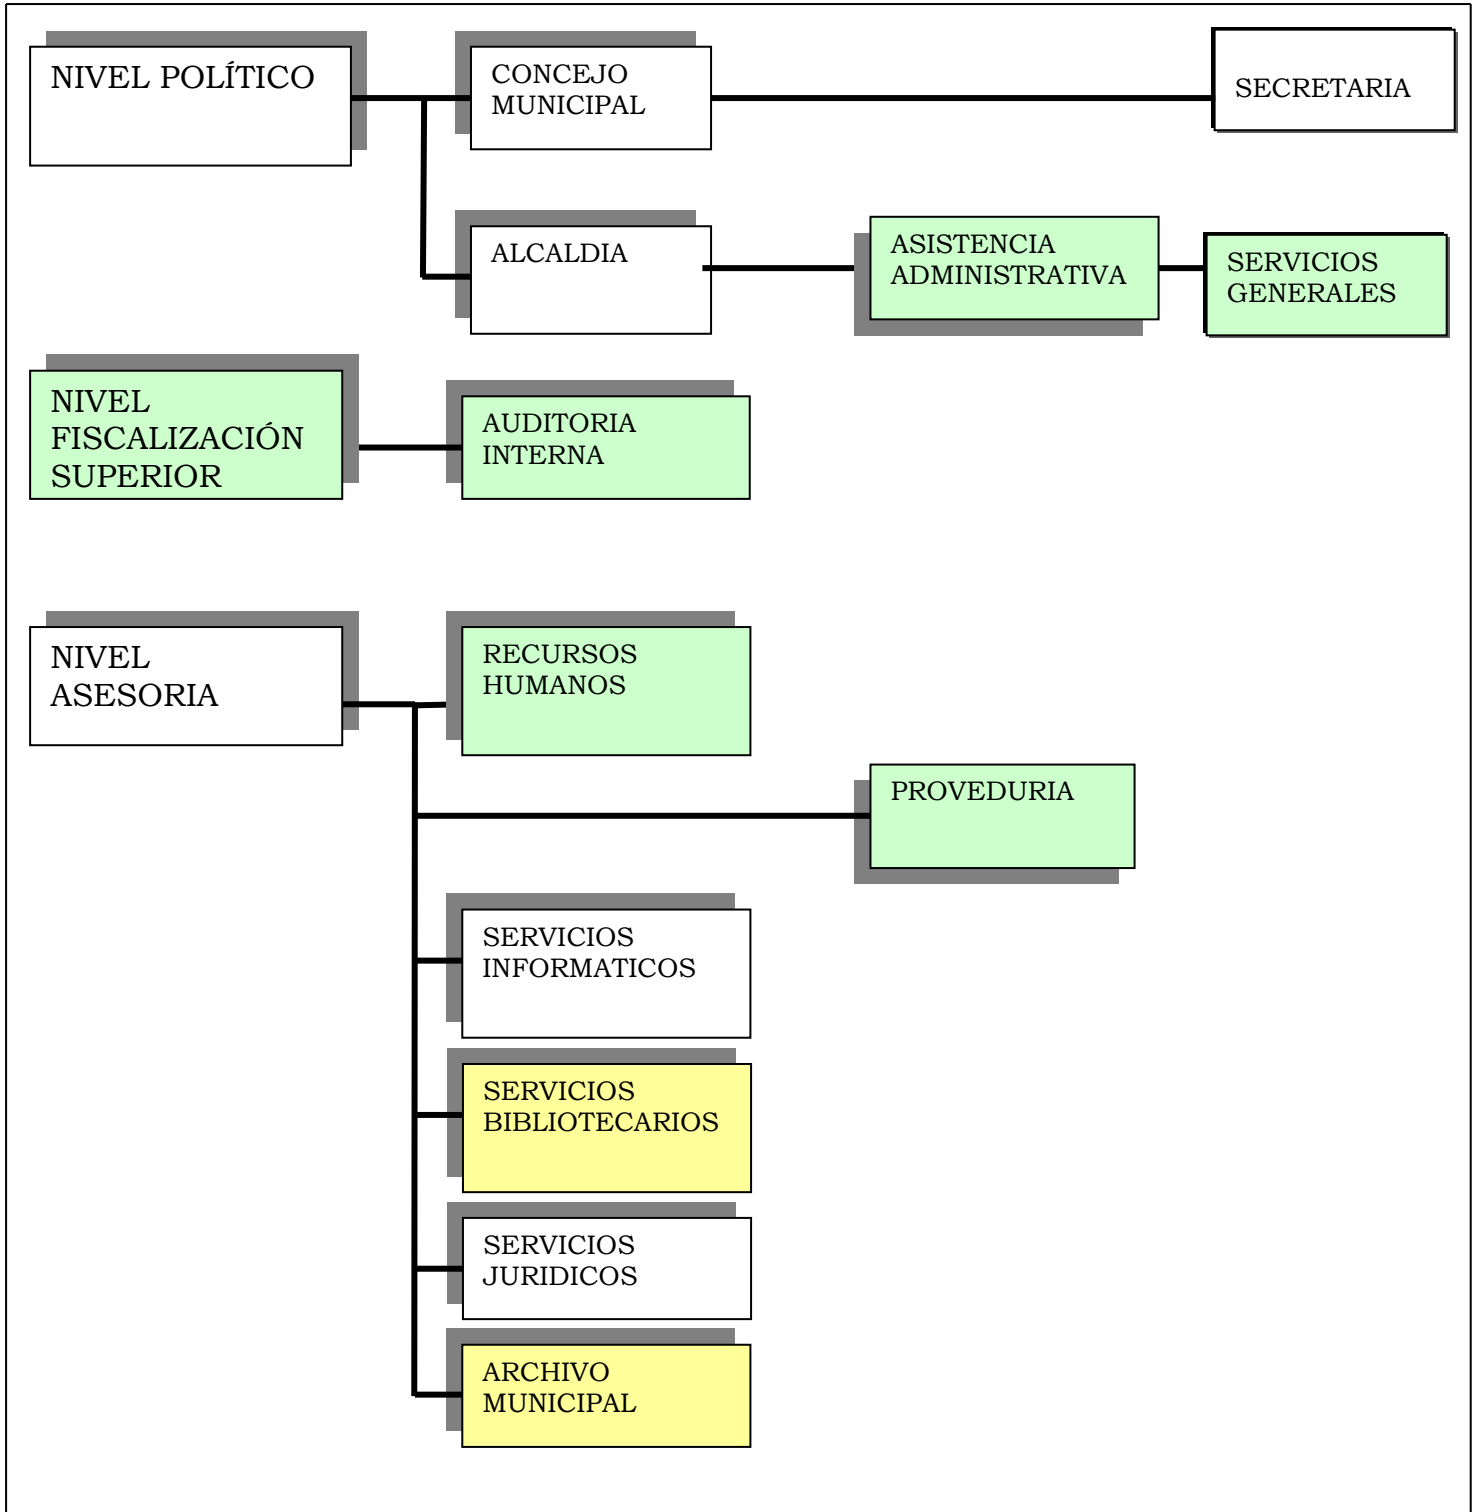 NIVEL POLÍTICO
CONCEJO
MUNICIPAL
SECRETARIA
ALCALDIA
ASISTENCIA
ADMINISTRATIVA
SERVICIOS
GENERALES
NIVEL
FISCALIZACIÓN
SUPERIOR
AUDITORIA
INTERNA
NIVEL
ASESORIA
RECURSOS
HUMANOS
PROVEDURIA
SERVICIOS
INFORMATICOS
SERVICIOS
BIBLIOTECARIOS
SERVICIOS
JURIDICOS
ARCHIVO
MUNICIPAL